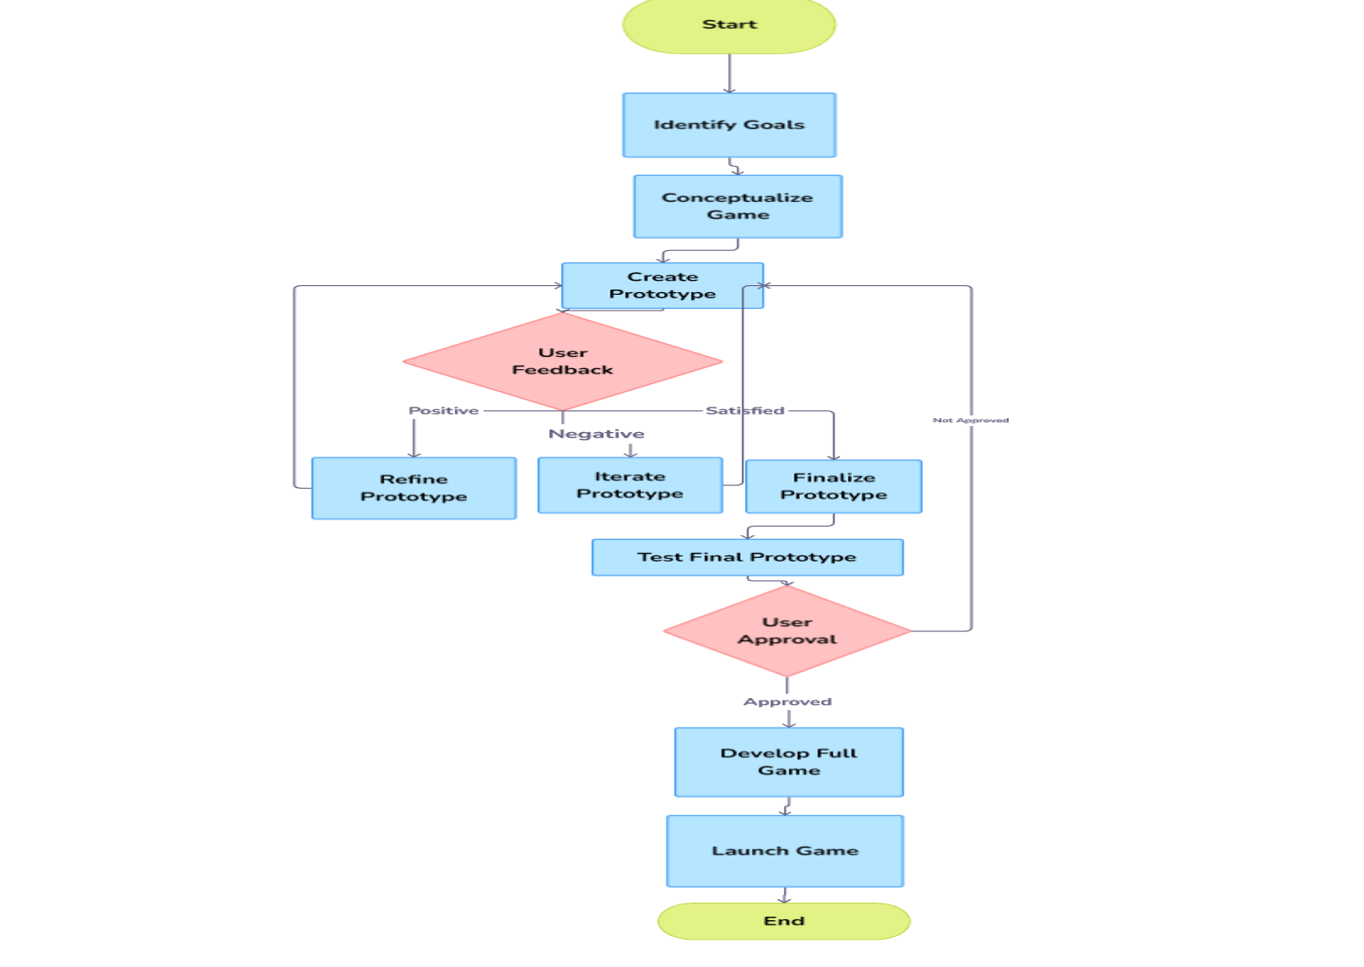 Start
Identify Goals
Conceptualize
Game
Create
Prototype
User
Feedback
Positive
Satisfied
Negative
Not Approved
Refine
Prototype
Iterate
Prototype
Finalize
Prototype
Test Final Prototype
User
Approval
Approved
Develop Full
Game
Launch Game
End